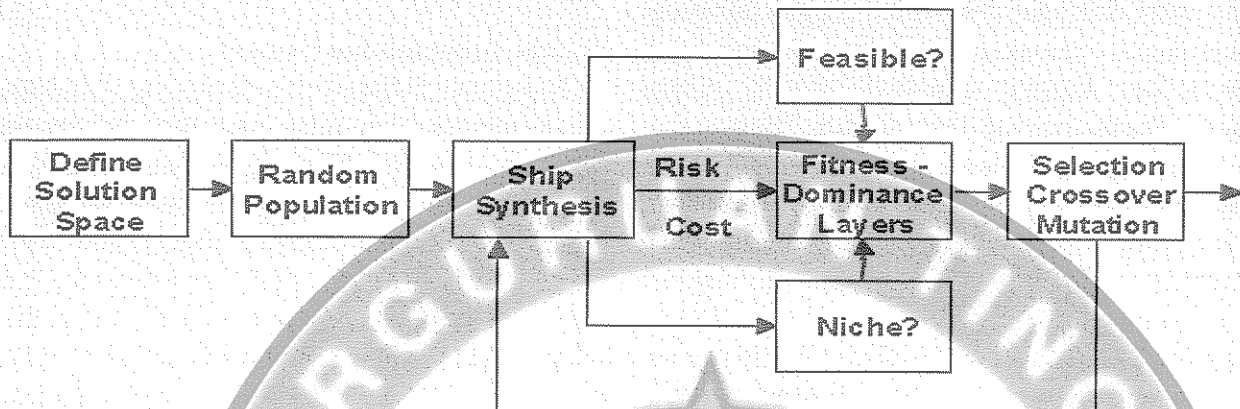 Feasible?
Define
Solution
Space
Random
Population
Ship
Synthesis
Risk
Cost
Fitness -
Dominance
Layers
Selection
Crossover
Mutation
Niche?